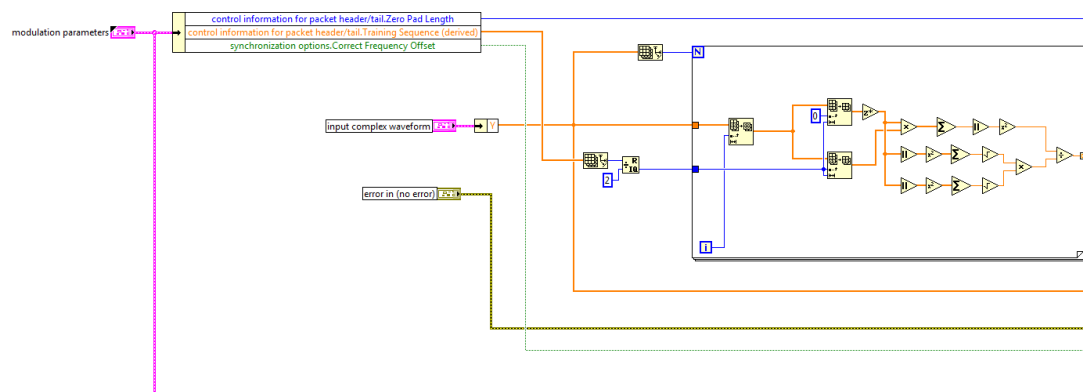 control information for packet header/tail.Zero Pad Length
modulation parameters
control information for packet header/tail.Training Sequence (derived)
synchronization options.Correct Frequency Offset
N
0
input complex waveform
Y
R
IQ
2
error in (no error)
i